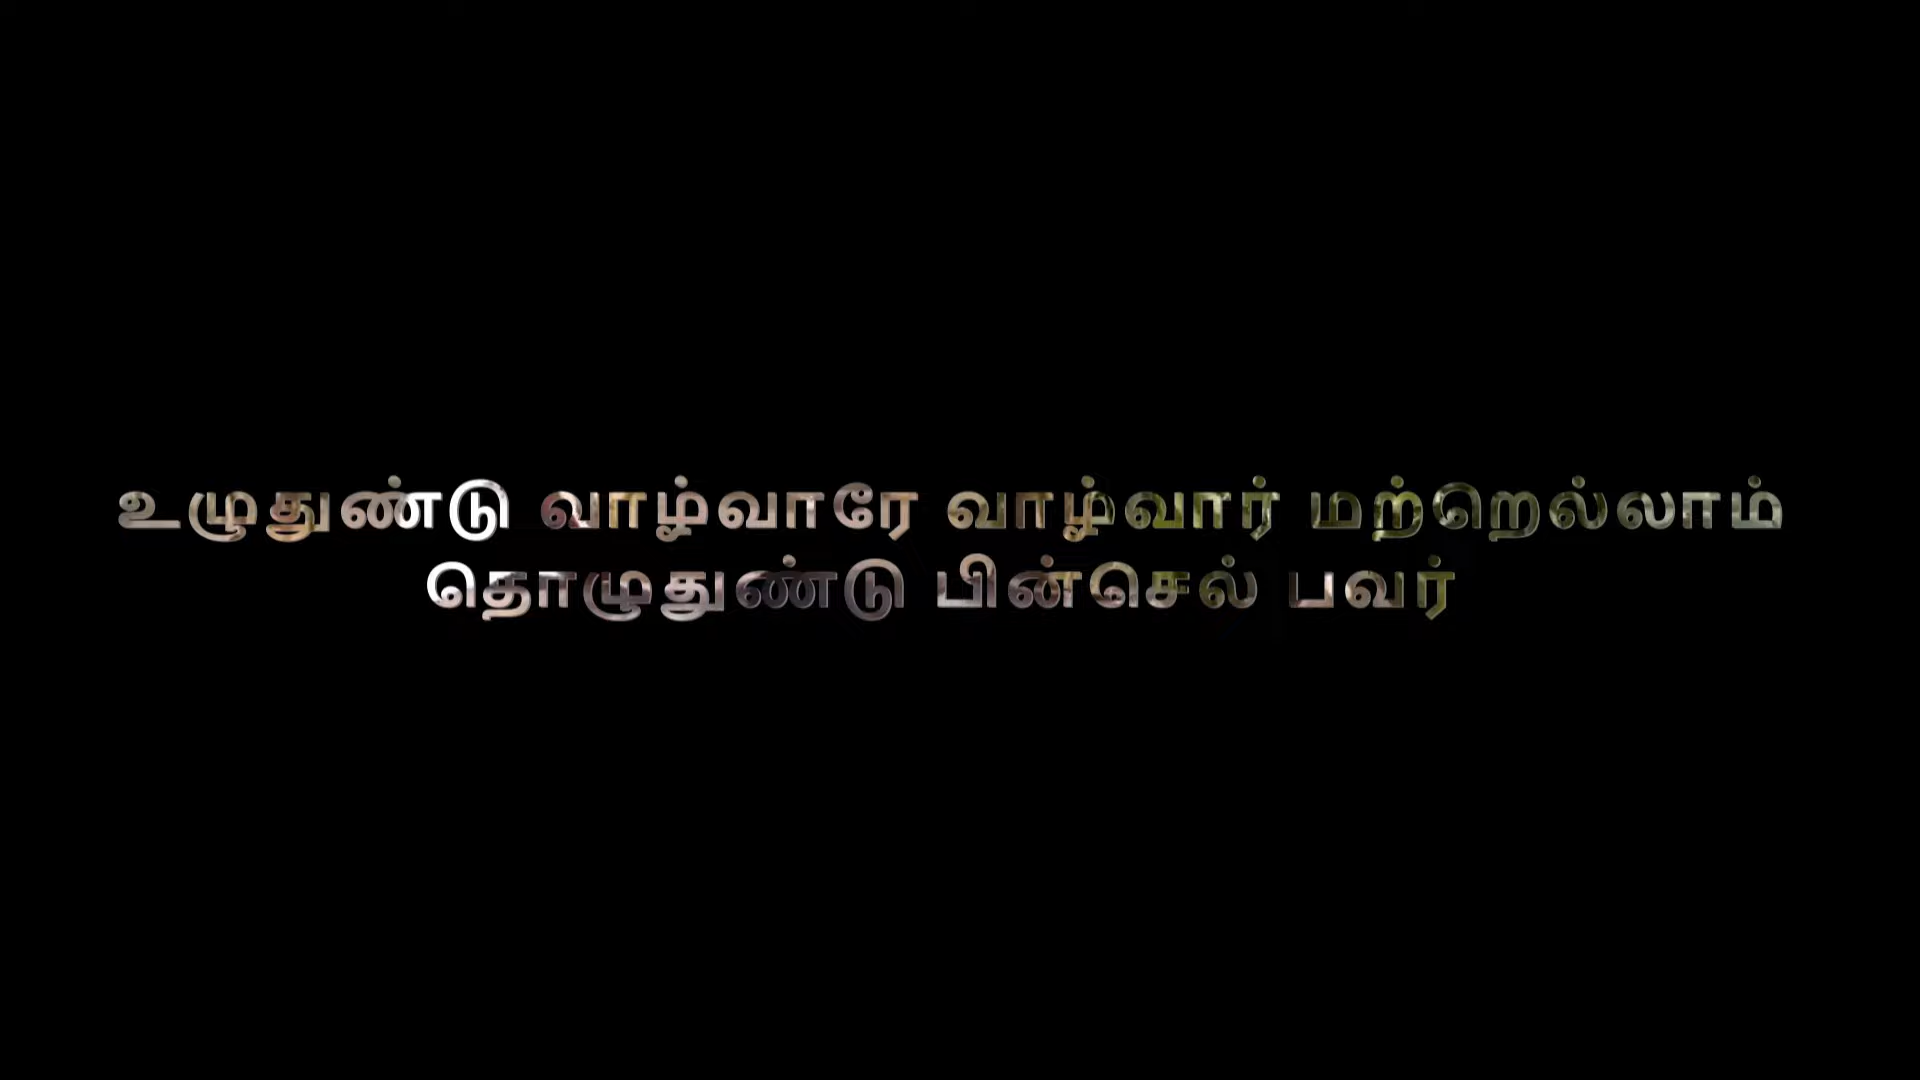 உழுதுண்டு வாழ்வாரே வாழ்வார் மற்றெல்லாம்
தொழுதுண்டு பின்செல் பவர்